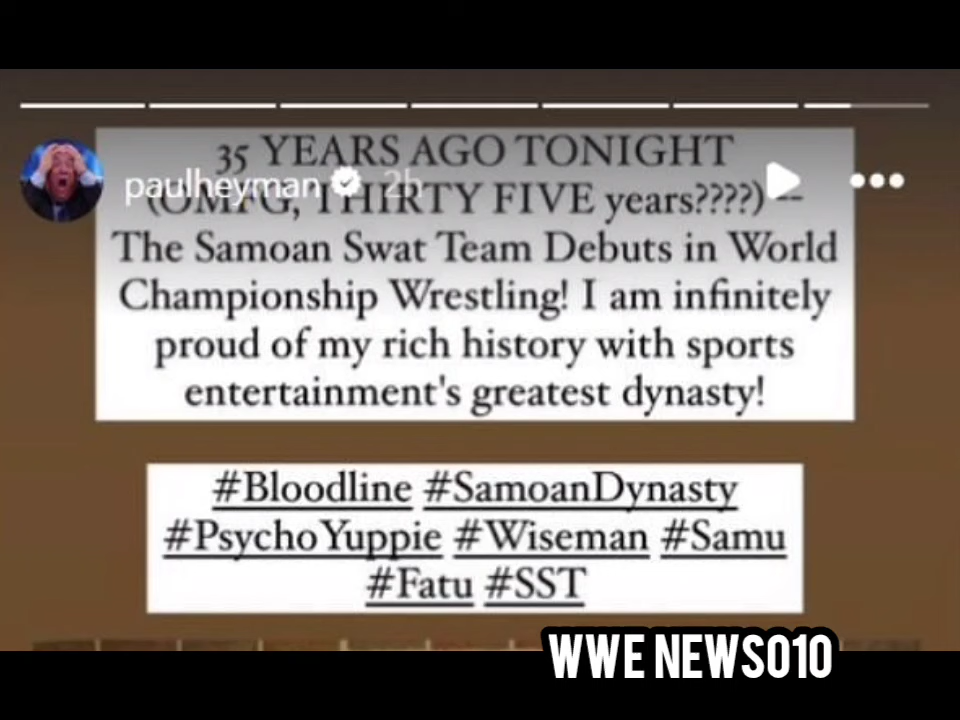 35 YEARS AGO TONIGHT
paulheyman 2h
(OMFG, THIRTY FIVE years????) --
The Samoan Swat Team Debuts in World
Championship Wrestling! I am infinitely
proud of my rich history with sports
entertainment's greatest dynasty!
#Bloodline #SamoanDynasty
#PsychoYuppie #Wiseman #Samu
#Fatu #SST
WWE NEWS010